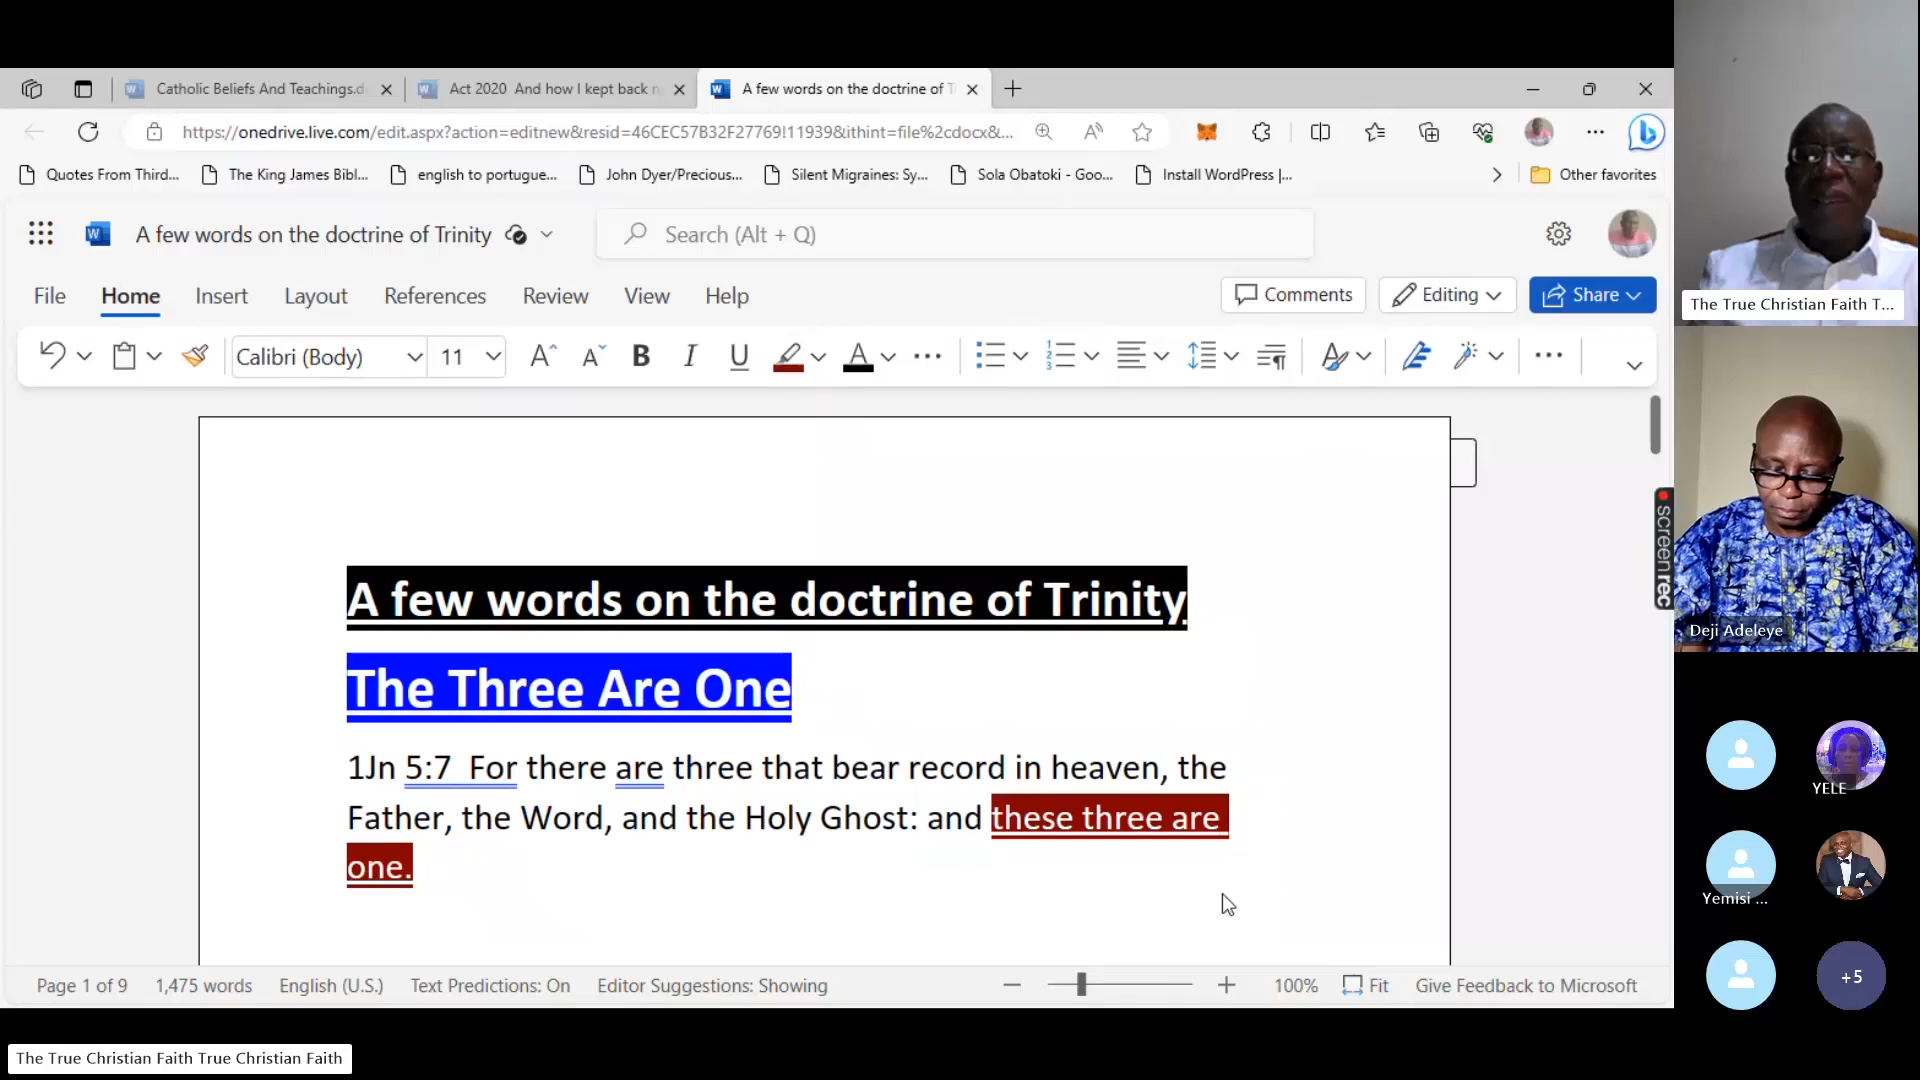 Catholic Beliefs And Teachings.d
Act 2020 And how I kept back n
A few words on the doctrine of T
https://onedrive.live.com/edit.aspx?action=editnew&resid=46CEC57B32F27769!11939&ithint=file%2cdocx&...
Quotes From Third...
The King James Bibl...
english to portugue...
John Dyer/Precious...
Silent Migraines: Sy...
Sola Obatoki - Goo...
Install WordPress |...
Other favorites
A few words on the doctrine of Trinity
Search (Alt + Q)
File Home Insert Layout References Review View Help
Comments
Editing
Share
Calibri (Body) 11
A few words on the doctrine of Trinity
The Three Are One
1Jn 5:7 For there are three that bear record in heaven, the
Father, the Word, and the Holy Ghost: and these three are
one.
Page 1 of 9 1,475 words English (U.S.) Text Predictions: On Editor Suggestions: Showing
100% Fit Give Feedback to Microsoft
screenrec
The True Christian Faith T...
Deji Adeleye
YELE
Yemisi ...
+5
The True Christian Faith True Christian Faith